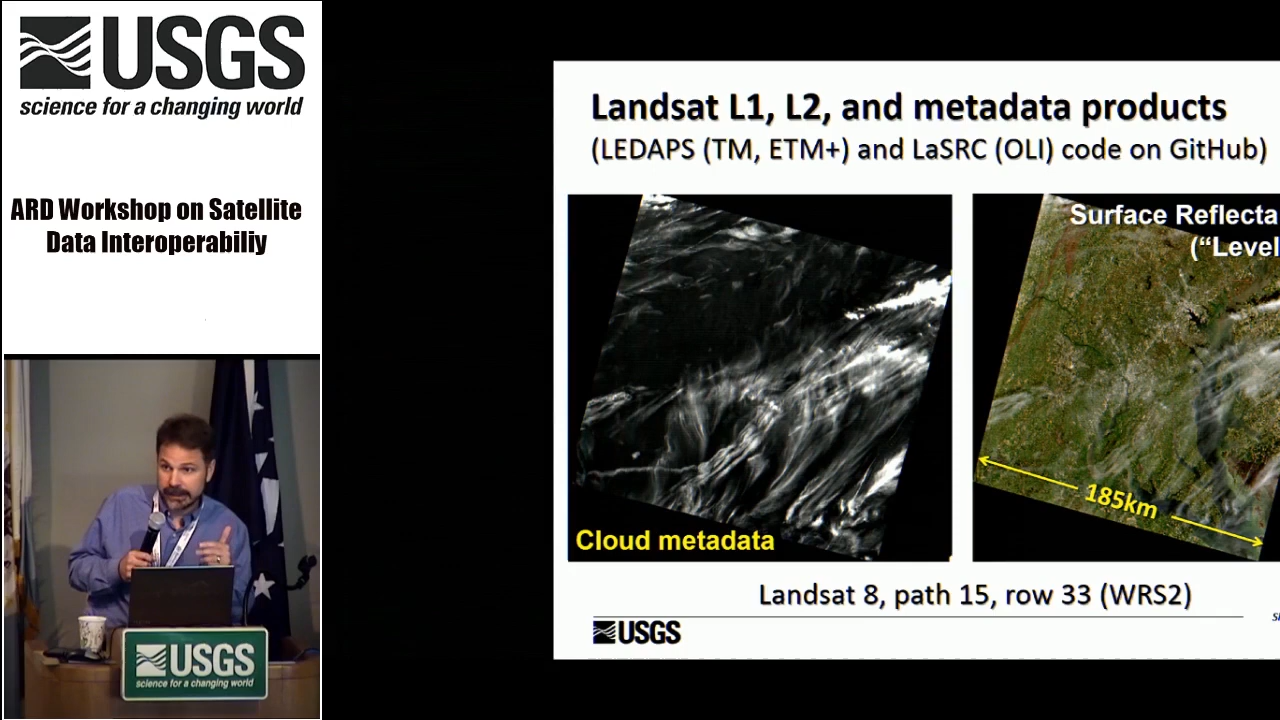 USGS
science for a changing world
ARD Workshop on Satellite
Data Interoperabiliy
USGS
science for a changing world
Landsat L1, L2, and metadata products
(LEDAPS (TM, ETM+) and LaSRC (OLI) code on GitHub)
Cloud metadata
Surface Reflecta
("Level
185km
Landsat 8, path 15, row 33 (WRS2)
USGS